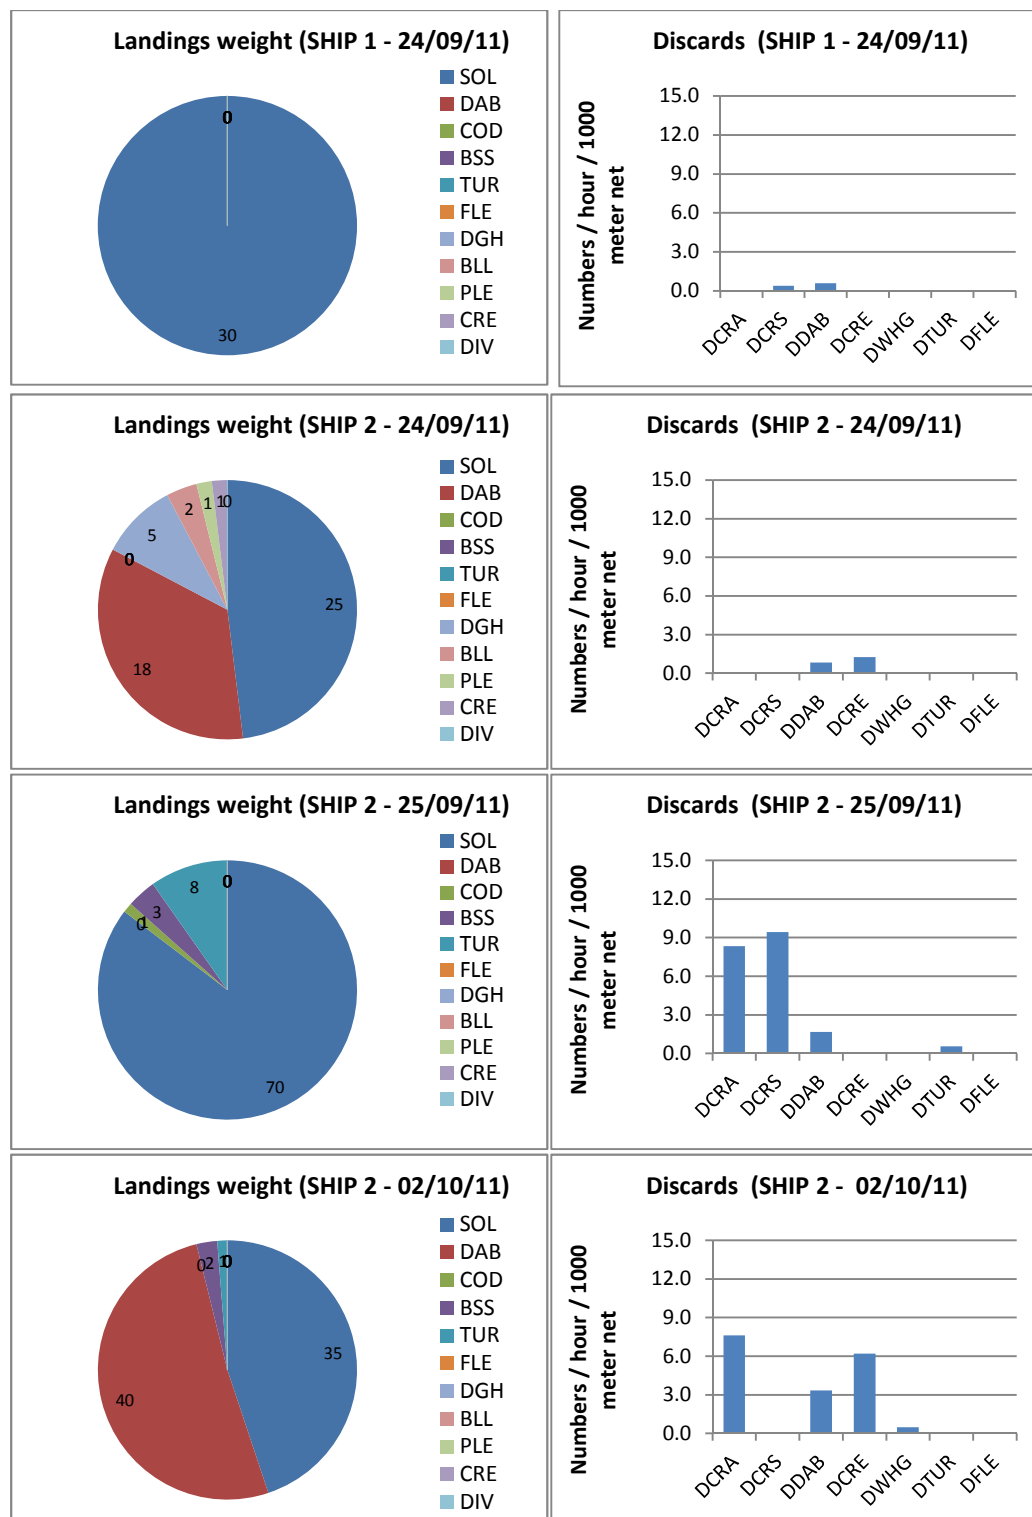 Landings weight (SHIP 1 - 24/09/11)
0
30
SOL
DAB
COD
BSS
TUR
FLE
DGH
BLL
PLE
CRE
DIV
Discards (SHIP 1 - 24/09/11)
Numbers / hour / 1000
meter net
15.0
12.0
9.0
6.0
3.0
0.0
DCRA
DCRS
DDAB
DCRE
DWHG
DTUR
DFLE
Landings weight (SHIP 2 - 24/09/11)
25
18
0
5
2
1
1
0
SOL
DAB
COD
BSS
TUR
FLE
DGH
BLL
PLE
CRE
DIV
Discards (SHIP 2 - 24/09/11)
Numbers / hour / 1000
meter net
15.0
12.0
9.0
6.0
3.0
0.0
DCRA
DCRS
DDAB
DCRE
DWHG
DTUR
DFLE
Landings weight (SHIP 2 - 25/09/11)
70
0
1
3
8
0
SOL
DAB
COD
BSS
TUR
FLE
DGH
BLL
PLE
CRE
DIV
Discards (SHIP 2 - 25/09/11)
Numbers / hour / 1000
meter net
15.0
12.0
9.0
6.0
3.0
0.0
DCRA
DCRS
DDAB
DCRE
DWHG
DTUR
DFLE
Landings weight (SHIP 2 - 02/10/11)
35
40
0
2
1
0
SOL
DAB
COD
BSS
TUR
FLE
DGH
BLL
PLE
CRE
DIV
Discards (SHIP 2 - 02/10/11)
Numbers / hour / 1000
meter net
15.0
12.0
9.0
6.0
3.0
0.0
DCRA
DCRS
DDAB
DCRE
DWHG
DTUR
DFLE